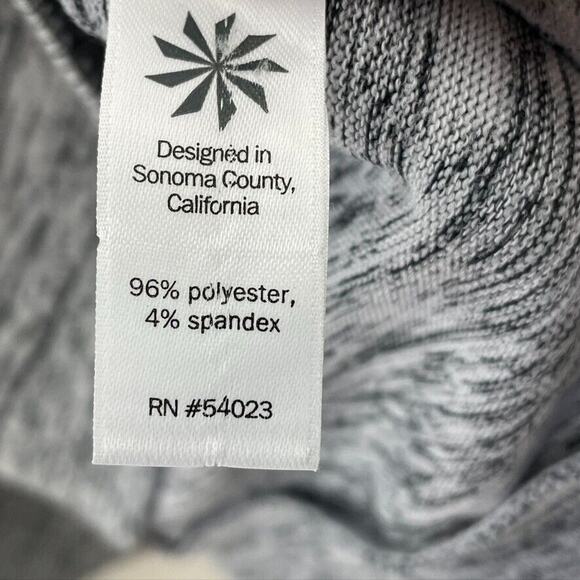 Designed in
Sonoma County,
California
96% polyester,
4% spandex
RN #54023